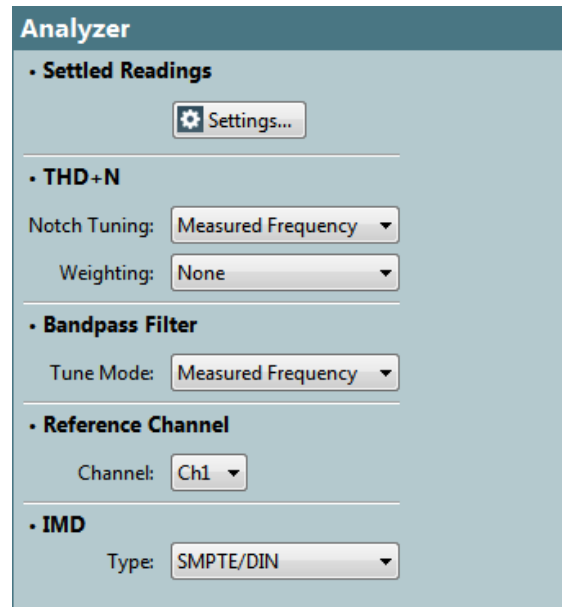 Analyzer
• Settled Readings
Settings...
• THD+N
Notch Tuning: Measured Frequency
Weighting: None
• Bandpass Filter
Tune Mode: Measured Frequency
• Reference Channel
Channel: Ch1
• IMD
Type: SMPTE/DIN